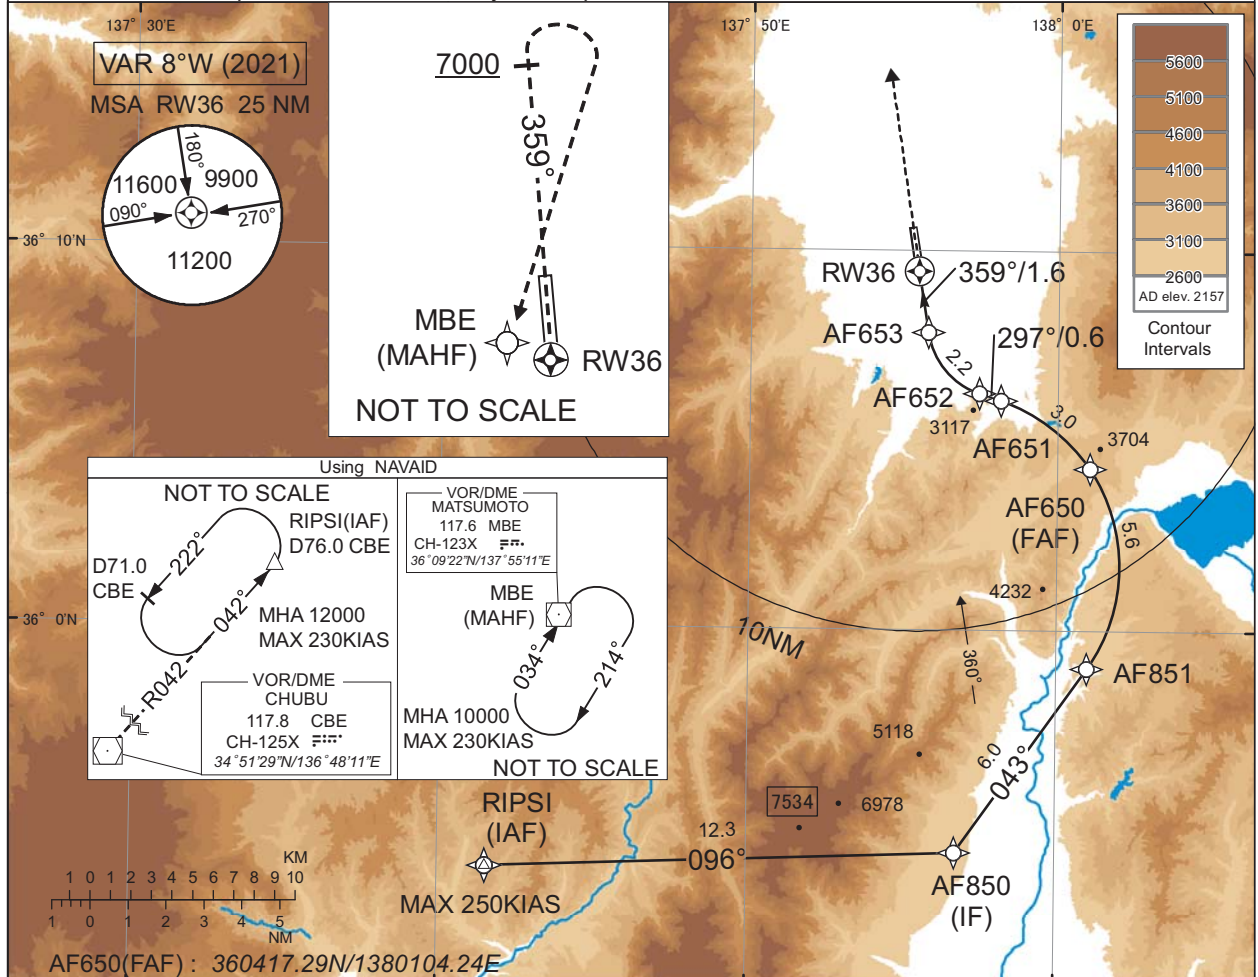 137° 30'E
137° 50'E
138° 0'E
VAR 8°W (2021)
MSA RW36 25 NM
180°
11600
9900
090°
270°
11200
36° 10'N
7000
359°
MBE
(MAHF)
RW36
NOT TO SCALE
5600
5100
4600
4100
3600
3100
2600
AD elev. 2157
Contour
Intervals
RW36
359°/1.6
AF653
297°/0.6
2.2
AF652
3117
3.0
AF651
3704
AF650
(FAF)
5.6
4232
10NM
360°
AF851
5118
6.0
043°
7534
6978
12.3
096°
RIPSI
(IAF)
MAX 250KIAS
AF850
(IF)
Using NAVAID
NOT TO SCALE
RIPSI(IAF)
D76.0 CBE
222°
D71.0
CBE
042°
MHA 12000
MAX 230KIAS
R042
VOR/DME
CHUBU
117.8 CBE
CH-125X
34°51'29"N/136°48'11"E
VOR/DME
MATSUMOTO
117.6 MBE
CH-123X
36°09'22"N/137°55'11"E
MBE
(MAHF)
034°
214°
MHA 10000
MAX 230KIAS
NOT TO SCALE
36° 0'N
KM
1 0 1 2 3 4 5 6 7 8 9 10
1 0 1 2 3 4 5
NM
AF650(FAF) : 360417.29N/1380104.24E